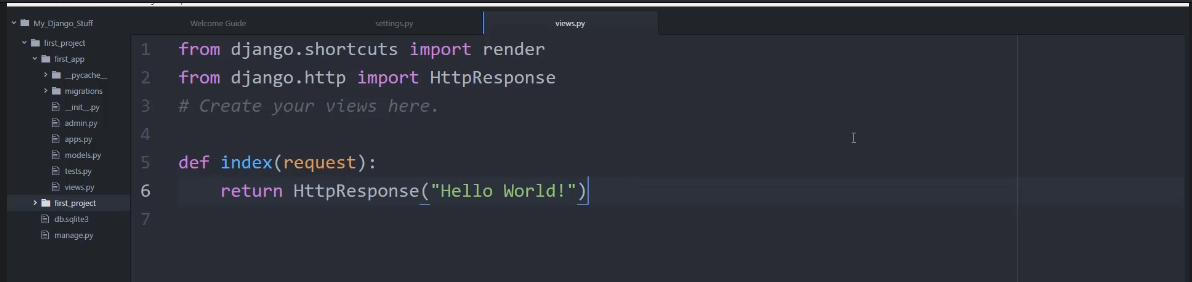 My_Django_Stuff
first_project
first_app
__pycache__
migrations
__init__.py
admin.py
apps.py
models.py
tests.py
views.py
first_project
db.sqlite3
manage.py
Welcome Guide settings.py views.py
1 from django.shortcuts import render
2 from django.http import HttpResponse
3 # Create your views here.
4
5 def index(request):
6 return HttpResponse("Hello World!")
7